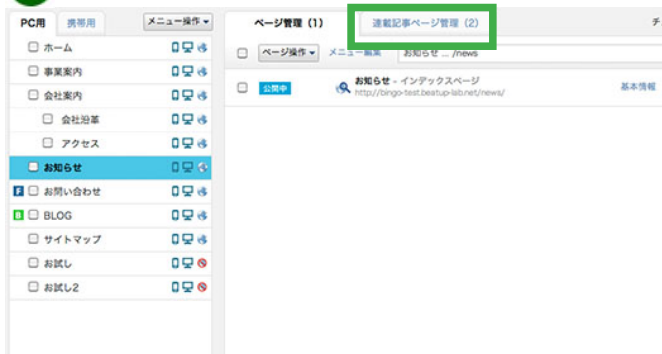 PC用 携帯用 メニュー操作▼
ホーム
事業案内
会社案内
会社沿革
アクセス
お知らせ
F お問い合わせ
B BLOG
サイトマップ
お試し
お試し2
ページ管理 (1) 連載記事ページ管理 (2)
ページ操作▼ メニュー編集 お知らせ ... /news
公開中 お知らせ - インデックスページ 基本情報
http://bingo-test.beatup-lab.net/news/